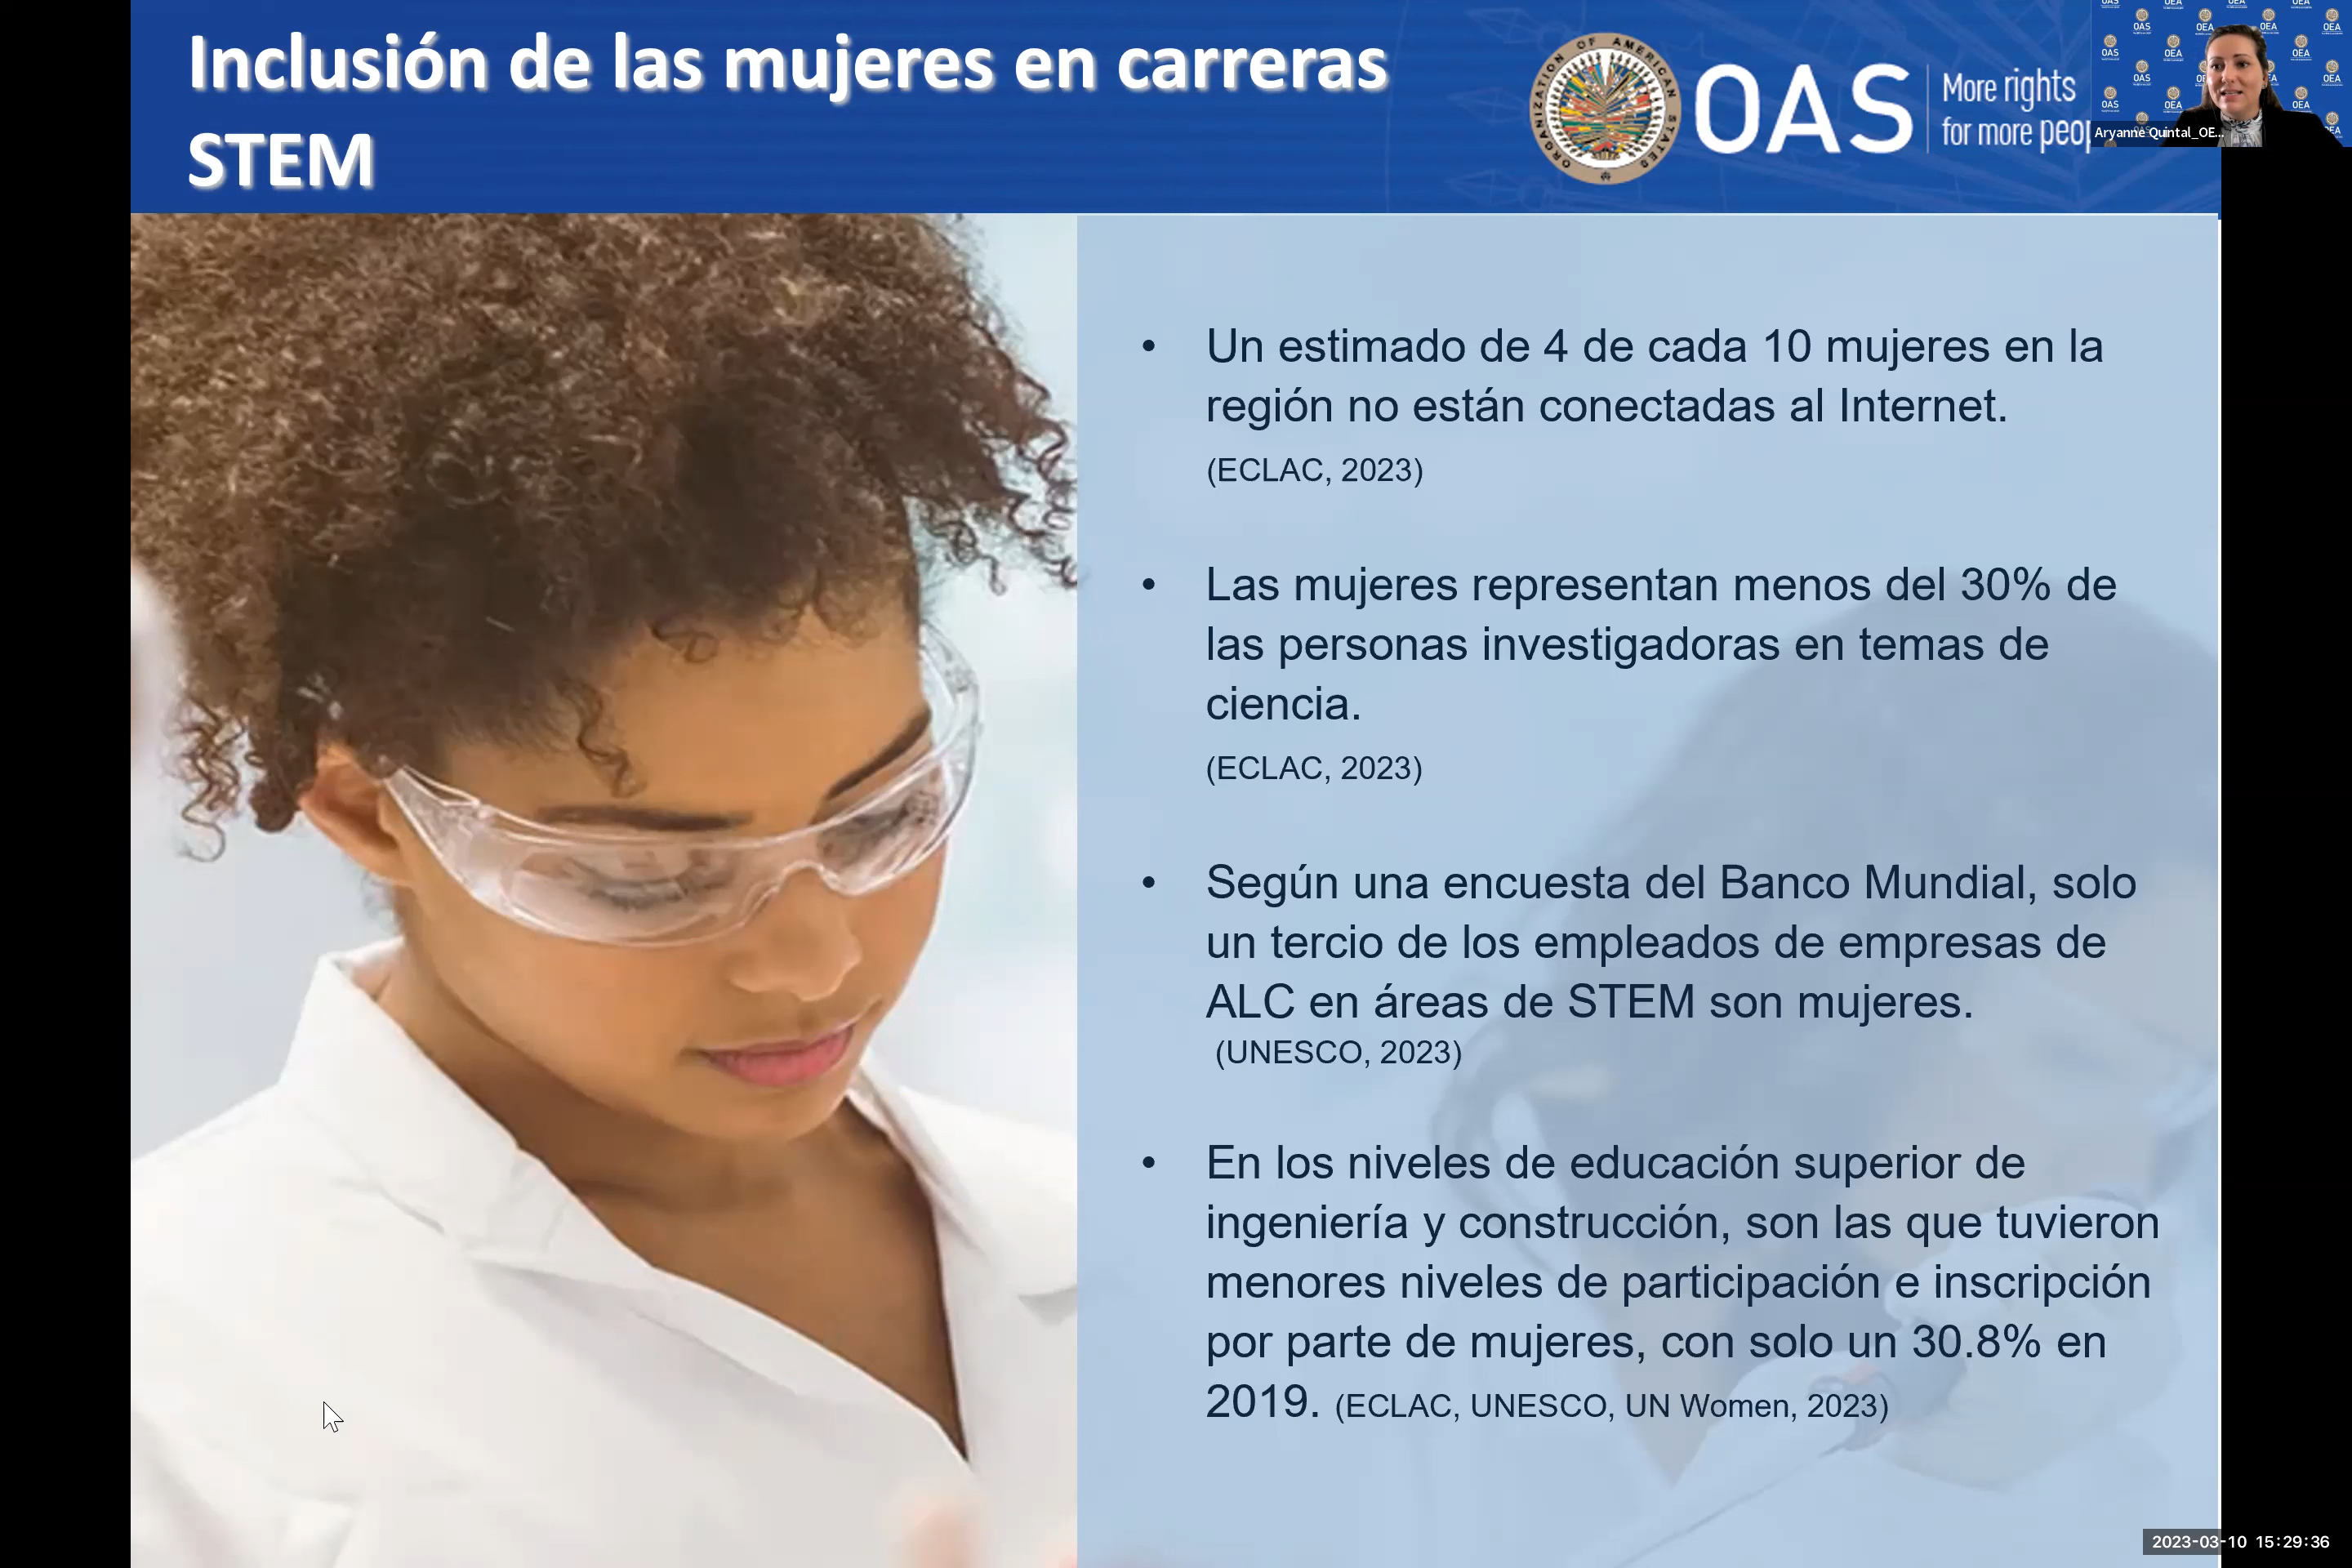 Inclusión de las mujeres en carreras
STEM
ORGANIZATION OF AMERICAN STATES
OAS
More rights
for more peop
Aryanne Quintal_OE...
• Un estimado de 4 de cada 10 mujeres en la
región no están conectadas al Internet.
(ECLAC, 2023)
• Las mujeres representan menos del 30% de
las personas investigadoras en temas de
ciencia.
(ECLAC, 2023)
• Según una encuesta del Banco Mundial, solo
un tercio de los empleados de empresas de
ALC en áreas de STEM son mujeres.
(UNESCO, 2023)
• En los niveles de educación superior de
ingeniería y construcción, son las que tuvieron
menores niveles de participación e inscripción
por parte de mujeres, con solo un 30.8% en
2019. (ECLAC, UNESCO, UN Women, 2023)
2023-03-10 15:29:36